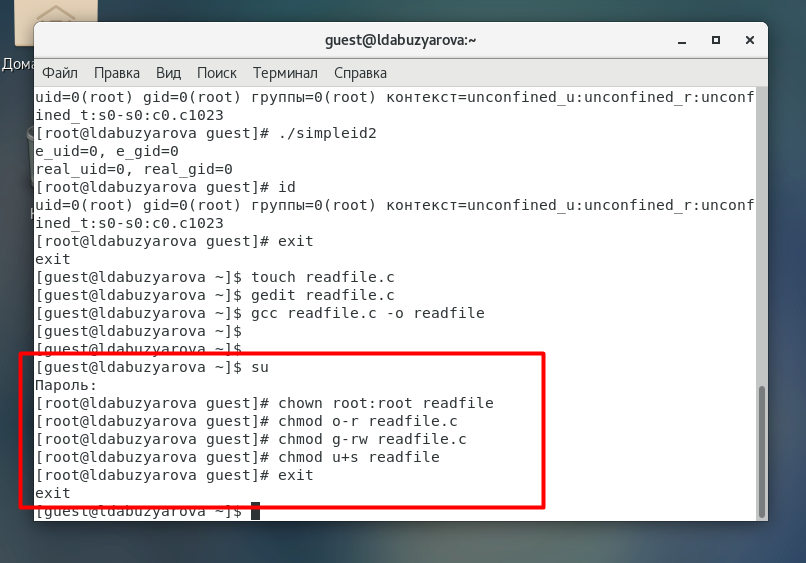 Дома
guest@ldabuzyarova:~
Файл Правка Вид Поиск Терминал Справка
uid=0(root) gid=0(root) группы=0(root) контекст=unconfined_u:unconfined_r:unconf
ined_t:s0-s0:c0.c1023
[root@ldabuzyarova guest]# ./simpleid2
e_uid=0, e_gid=0
real_uid=0, real_gid=0
[root@ldabuzyarova guest]# id
uid=0(root) gid=0(root) группы=0(root) контекст=unconfined_u:unconfined_r:unconf
ined_t:s0-s0:c0.c1023
[root@ldabuzyarova guest]# exit
exit
[guest@ldabuzyarova ~]$ touch readfile.c
[guest@ldabuzyarova ~]$ gedit readfile.c
[guest@ldabuzyarova ~]$ gcc readfile.c -o readfile
[guest@ldabuzyarova ~]$
[guest@ldabuzyarova ~]$
[guest@ldabuzyarova ~]$ su
Пароль:
[root@ldabuzyarova guest]# chown root:root readfile
[root@ldabuzyarova guest]# chmod o-r readfile.c
[root@ldabuzyarova guest]# chmod g-rw readfile.c
[root@ldabuzyarova guest]# chmod u+s readfile
[root@ldabuzyarova guest]# exit
exit
[guest@ldabuzyarova ~]$